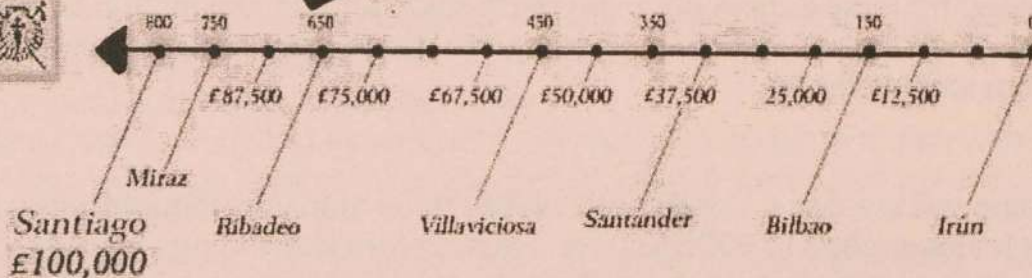 800 750 650 450 350 150
£87,500 £75,000 £67,500 £50,000 £37,500 25,000 £12,500
Miraz
Santiago Ribadeo Villaviciosa Santander Bilbao Irún
£100,000